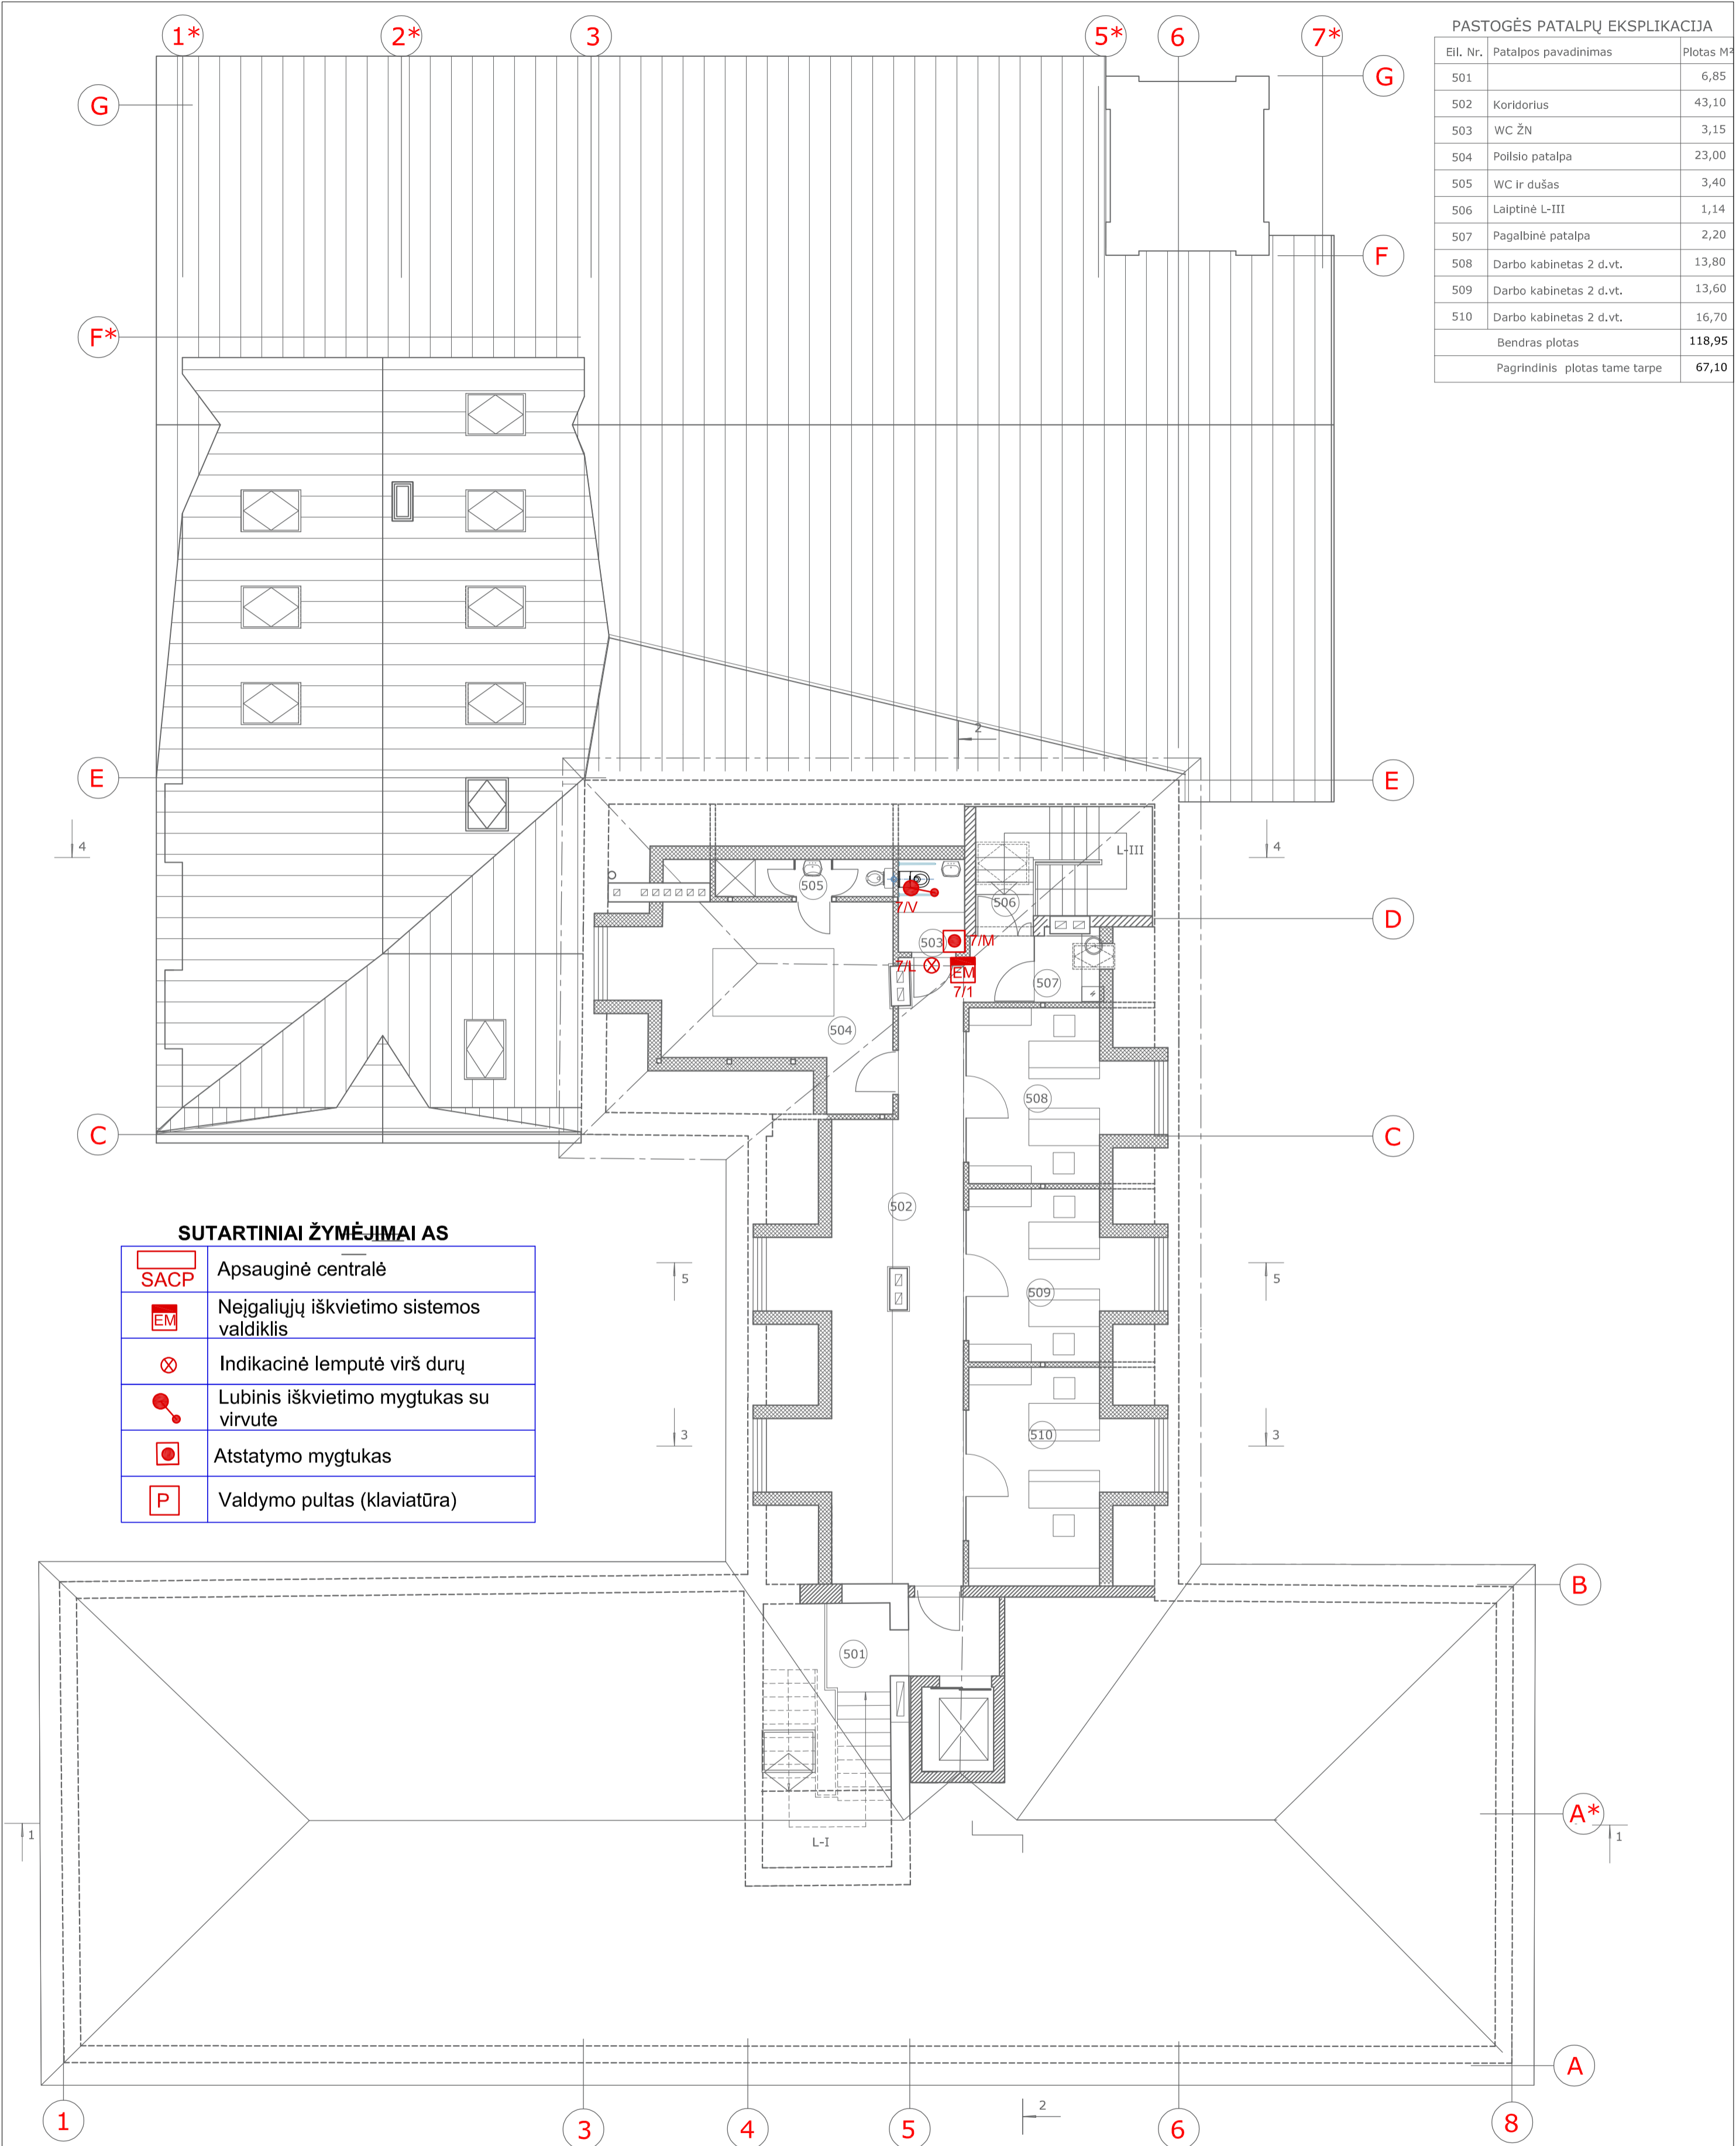 1*
2*
3
5*
6
7*
G
G
F
F*
E
E
D
C
C
B
A*
A
PASTOGĖS PATALPŲ EKSPLIKACIJA
Eil. Nr. Patalpos pavadinimas Plotas M²
501 6,85
502 Koridorius 43,10
503 WC ŽN 3,15
504 Poilsio patalpa 23,00
505 WC ir dušas 3,40
506 Laiptinė L-III 1,14
507 Pagalbinė patalpa 2,20
508 Darbo kabinetas 2 d.vt. 13,80
509 Darbo kabinetas 2 d.vt. 13,60
510 Darbo kabinetas 2 d.vt. 16,70
Bendras plotas 118,95
Pagrindinis plotas tame tarpe 67,10
2
4
4
L-III
505
506
7/V
503
7/M
7/L
EM
7/1
507
504
508
502
509
510
5
5
3
3
SUTARTINIAI ŽYMĖJIMAI AS
SACP Apsauginė centralė
EM Neįgaliųjų iškvietimo sistemos
valdiklis
Indikacinė lemputė virš durų
Lubinis iškvietimo mygtukas su
virvute
Atstatymo mygtukas
P Valdymo pultas (klaviatūra)
501
L-I
1
1
2
1
3
4
5
6
8